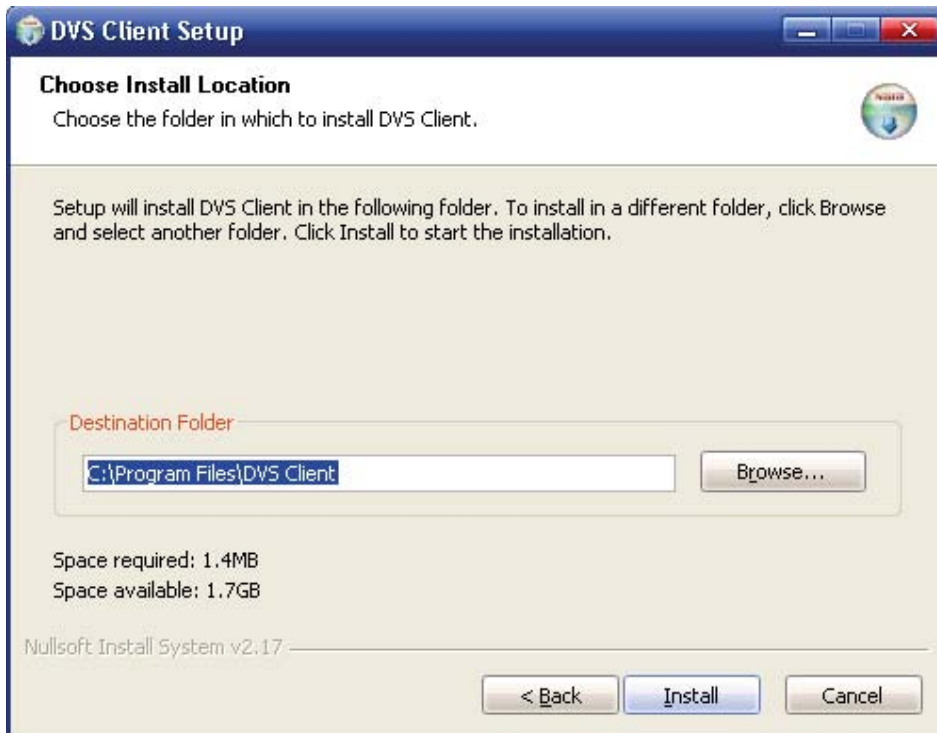 DVS Client Setup
Choose Install Location
Choose the folder in which to install DVS Client.
Setup will install DVS Client in the following folder. To install in a different folder, click Browse
and select another folder. Click Install to start the installation.
Destination Folder
C:\Program Files\DVS Client
Browse...
Space required: 1.4MB
Space available: 1.7GB
Nullsoft Install System v2.17
< Back
Install
Cancel